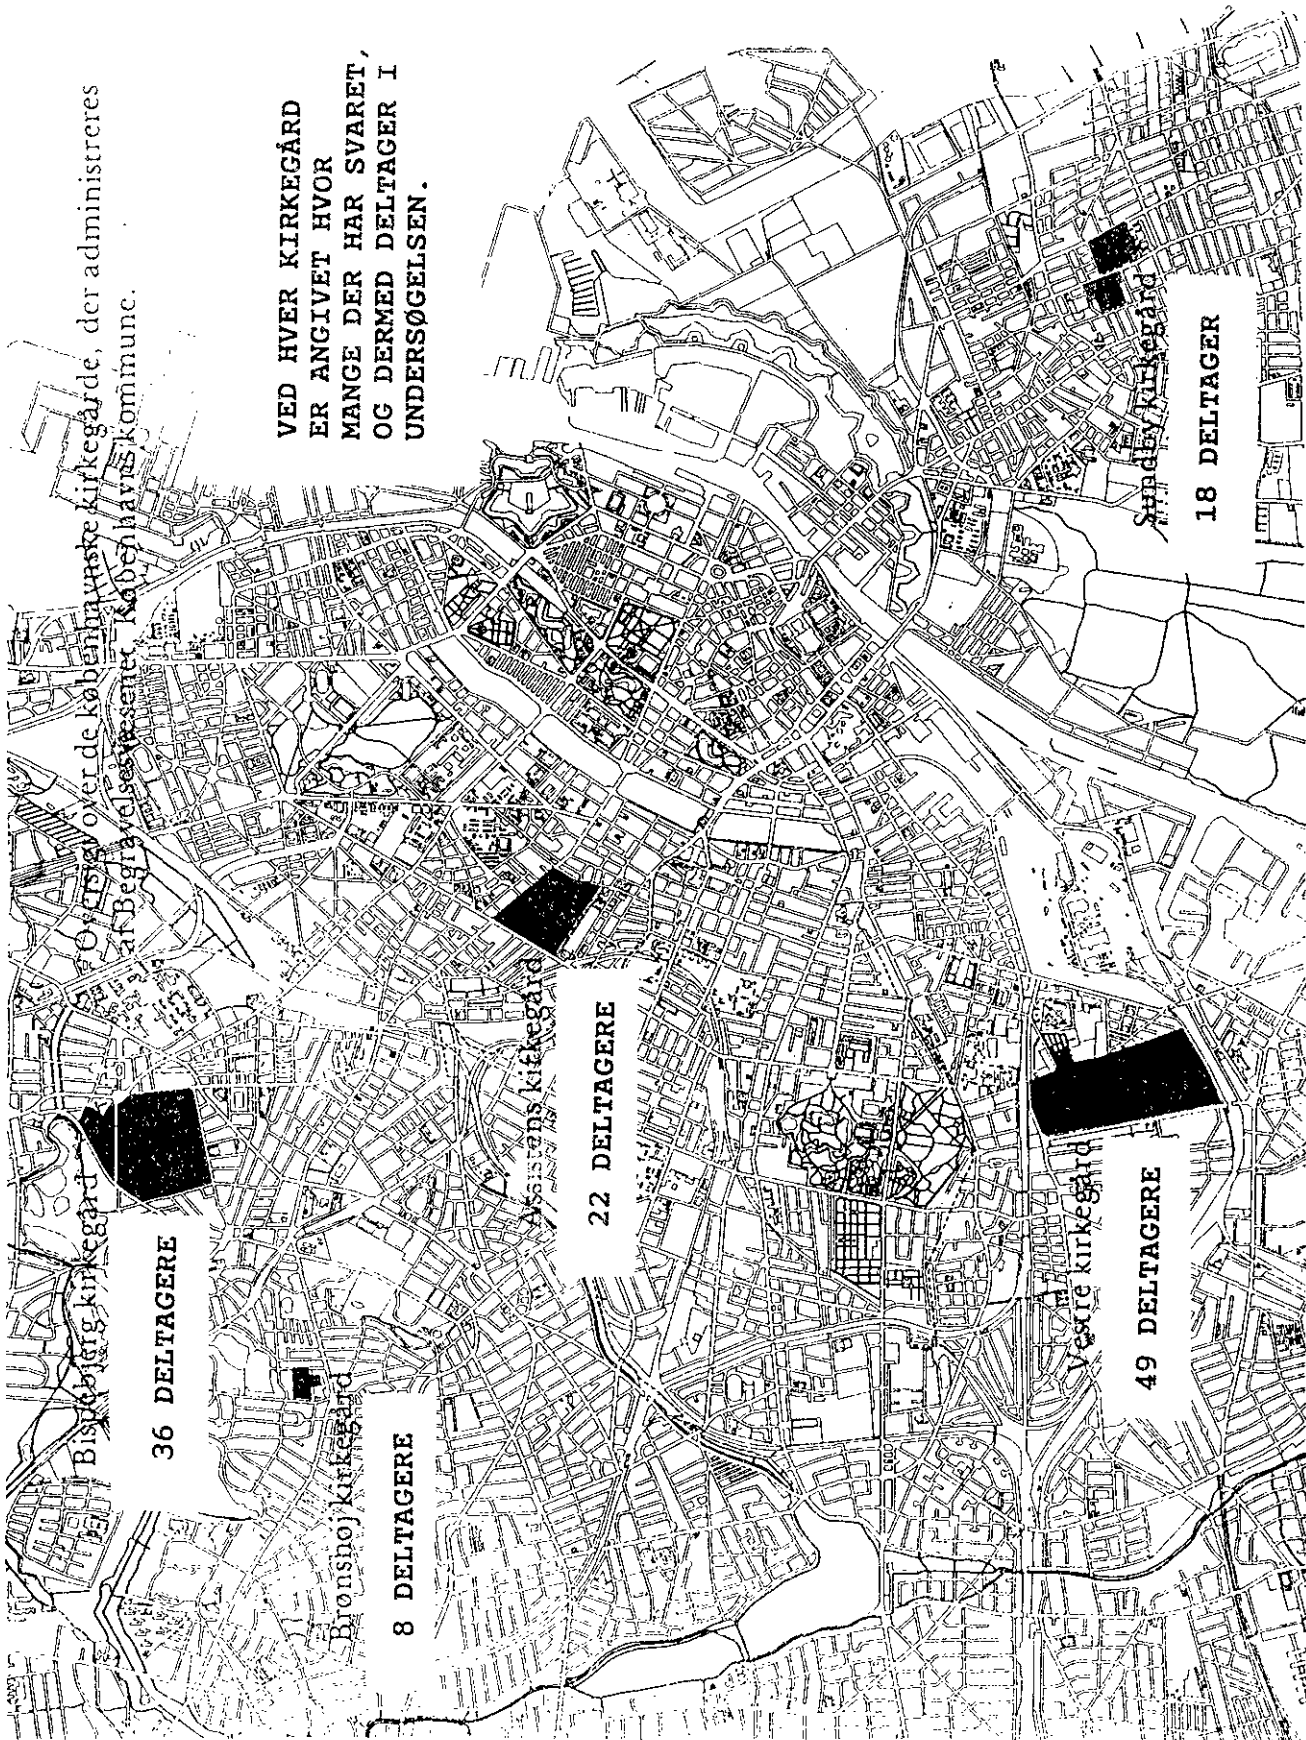 Oversigt over de københavnske kirkegårde, der administreres
af Begravelsesvæsenet Københavns kommune.
VED HVER KIRKEGÅRD
ER ANGIVET HVOR
MANGE DER HAR SVARET,
OG DERMED DELTAGER I
UNDERSØGELSEN.
Bispebjerg kirkegård
36 DELTAGERE
Brønshøj kirkegård
8 DELTAGERE
Assistens kirkegård
22 DELTAGERE
Vestre kirkegård
49 DELTAGERE
Sundby kirkegård
18 DELTAGER